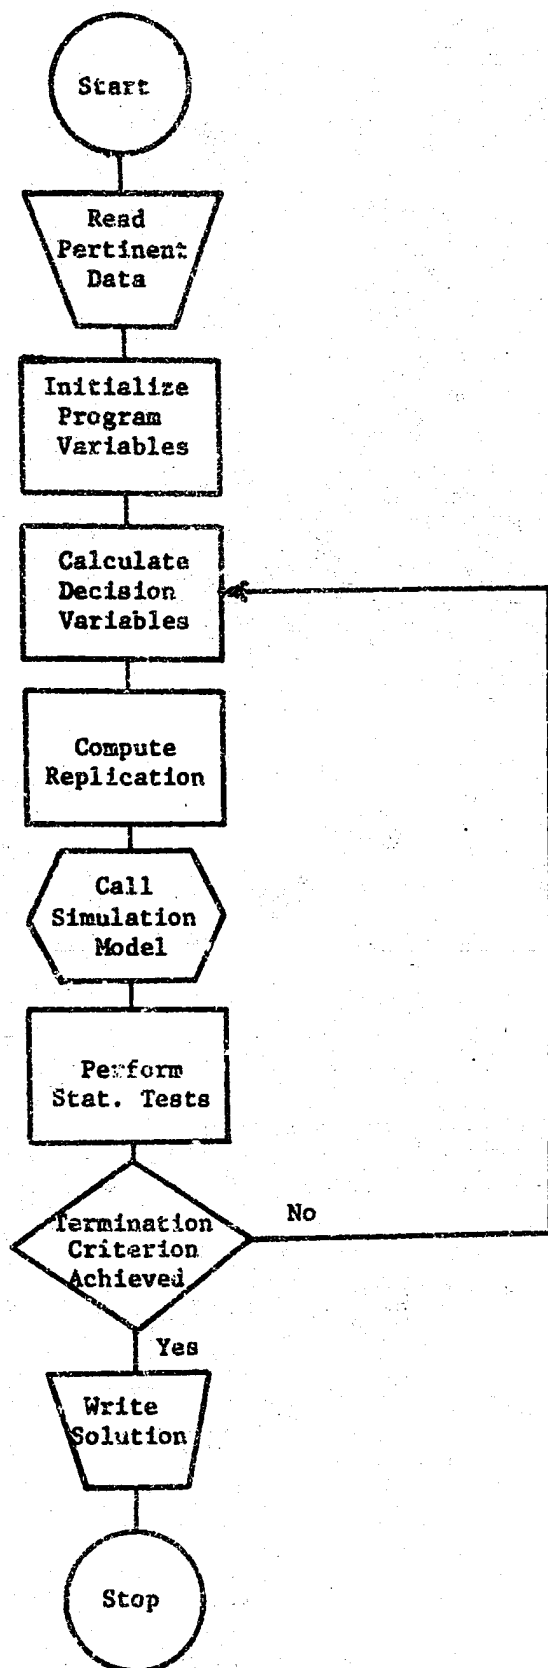 Start
Read
Pertinent
Data
Initialize
Program
Variables
Calculate
Decision
Variables
Compute
Replication
Call
Simulation
Model
Perform
Stat. Tests
Termination
Criterion
Achieved
No
Yes
Write
Solution
Stop